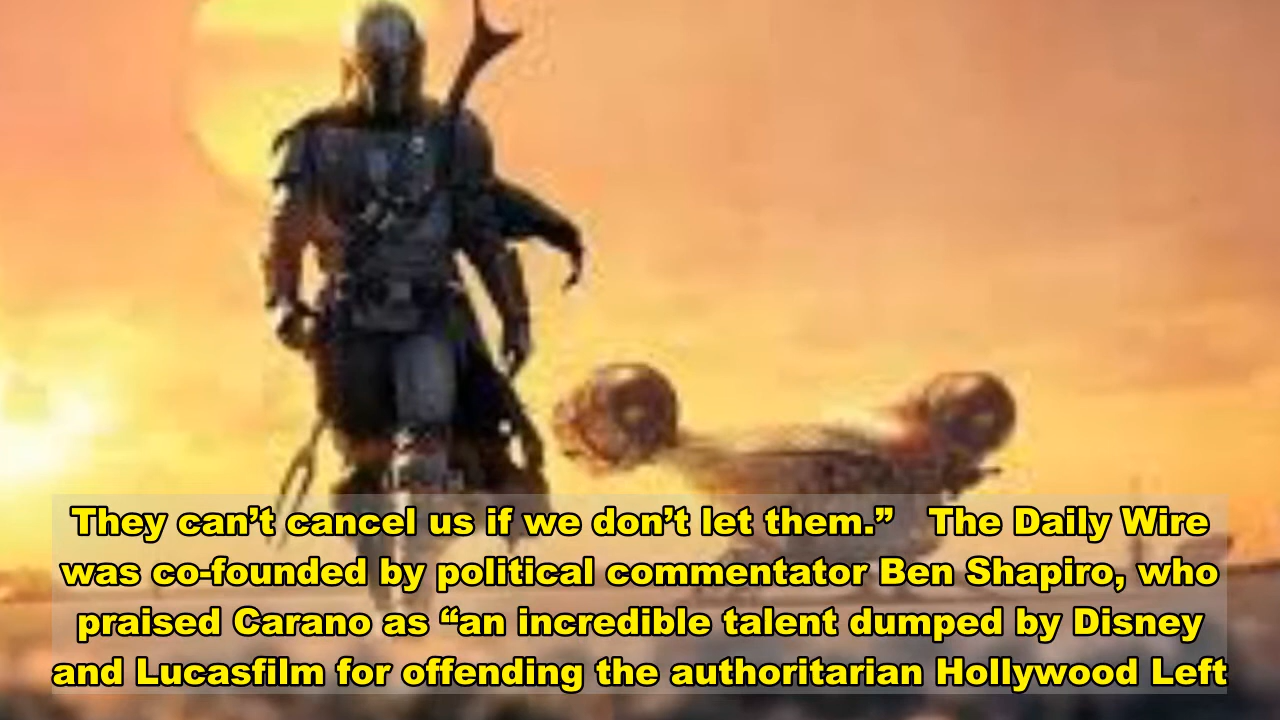 They can’t cancel us if we don’t let them.” The Daily Wire
was co-founded by political commentator Ben Shapiro, who
praised Carano as “an incredible talent dumped by Disney
and Lucasfilm for offending the authoritarian Hollywood Left